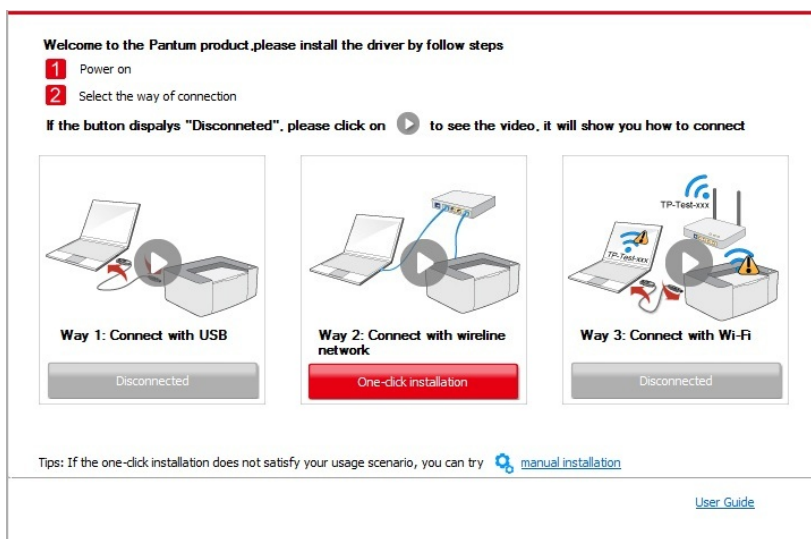 Welcome to the Pantum product,please install the driver by follow steps
1 Power on
2 Select the way of connection
If the button dispalys "Disconneted", please click on to see the video, it will show you how to connect
TP-Test-xxx
TP-Test-xxx
Way 1: Connect with USB
Way 2: Connect with wireline
network
Way 3: Connect with Wi-Fi
Disconnected
One-click installation
Disconnected
Tips: If the one-click installation does not satisfy your usage scenario, you can try manual installation
User Guide